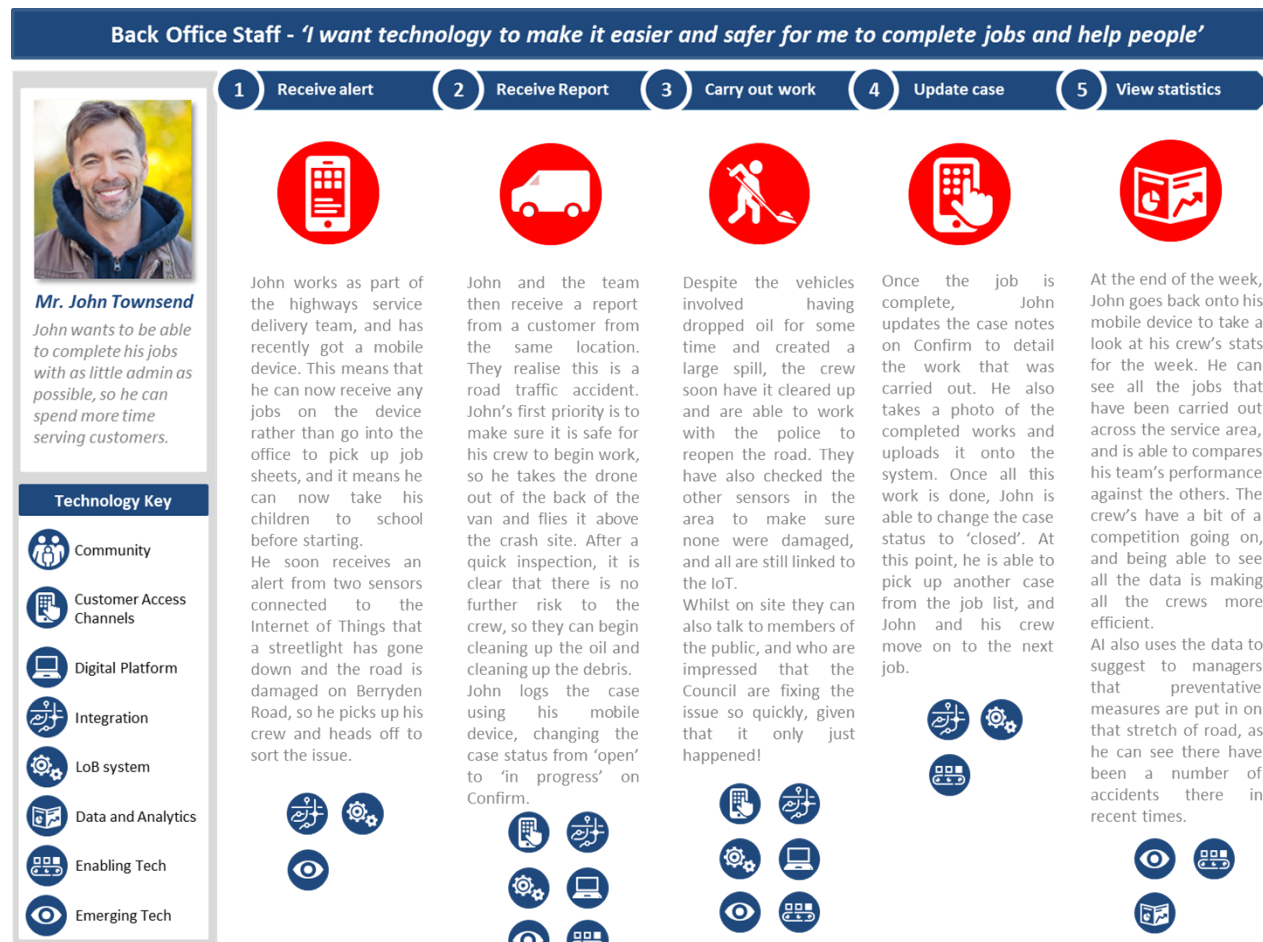 Back Office Staff - ‘I want technology to make it easier and safer for me to complete jobs and help people’
1 Receive alert
2 Receive Report
3 Carry out work
4 Update case
5 View statistics
Mr. John Townsend
John wants to be able
to complete his jobs
with as little admin as
possible, so he can
spend more time
serving customers.
Technology Key
Community
Customer Access
Channels
Digital Platform
Integration
LoB system
Data and Analytics
Enabling Tech
Emerging Tech
John works as part of
the highways service
delivery team, and has
recently got a mobile
device. This means that
he can now receive any
jobs on the device
rather than go into the
office to pick up job
sheets, and it means he
can now take his
children to school
before starting.
He soon receives an
alert from two sensors
connected to the
Internet of Things that
a streetlight has gone
down and the road is
damaged on Berryden
Road, so he picks up his
crew and heads off to
sort the issue.
John and the team
then receive a report
from a customer from
the same location.
They realise this is a
road traffic accident.
John’s first priority is to
make sure it is safe for
his crew to begin work,
so he takes the drone
out of the back of the
van and flies it above
the crash site. After a
quick inspection, it is
clear that there is no
further risk to the
crew, so they can begin
cleaning up the oil and
cleaning up the debris.
John logs the case
using his mobile
device, changing the
case status from ‘open’
to ‘in progress’ on
Confirm.
Despite the vehicles
involved having
dropped oil for some
time and created a
large spill, the crew
soon have it cleared up
and are able to work
with the police to
reopen the road. They
have also checked the
other sensors in the
area to make sure
none were damaged,
and all are still linked to
the IoT.
Whilst on site they can
also talk to members of
the public, and who are
impressed that the
Council are fixing the
issue so quickly, given
that it only just
happened!
Once the job is
complete, John
updates the case notes
on Confirm to detail
the work that was
carried out. He also
takes a photo of the
completed works and
uploads it onto the
system. Once all this
work is done, John is
able to change the case
status to ‘closed’. At
this point, he is able to
pick up another case
from the job list, and
John and his crew
move on to the next
job.
At the end of the week,
John goes back onto his
mobile device to take a
look at his crew’s stats
for the week. He can
see all the jobs that
have been carried out
across the service area,
and is able to compares
his team’s performance
against the others. The
crew’s have a bit of a
competition going on,
and being able to see
all the data is making
all the crews more
efficient.
AI also uses the data to
suggest to managers
that preventative
measures are put in on
that stretch of road, as
he can see there have
been a number of
accidents there in
recent times.